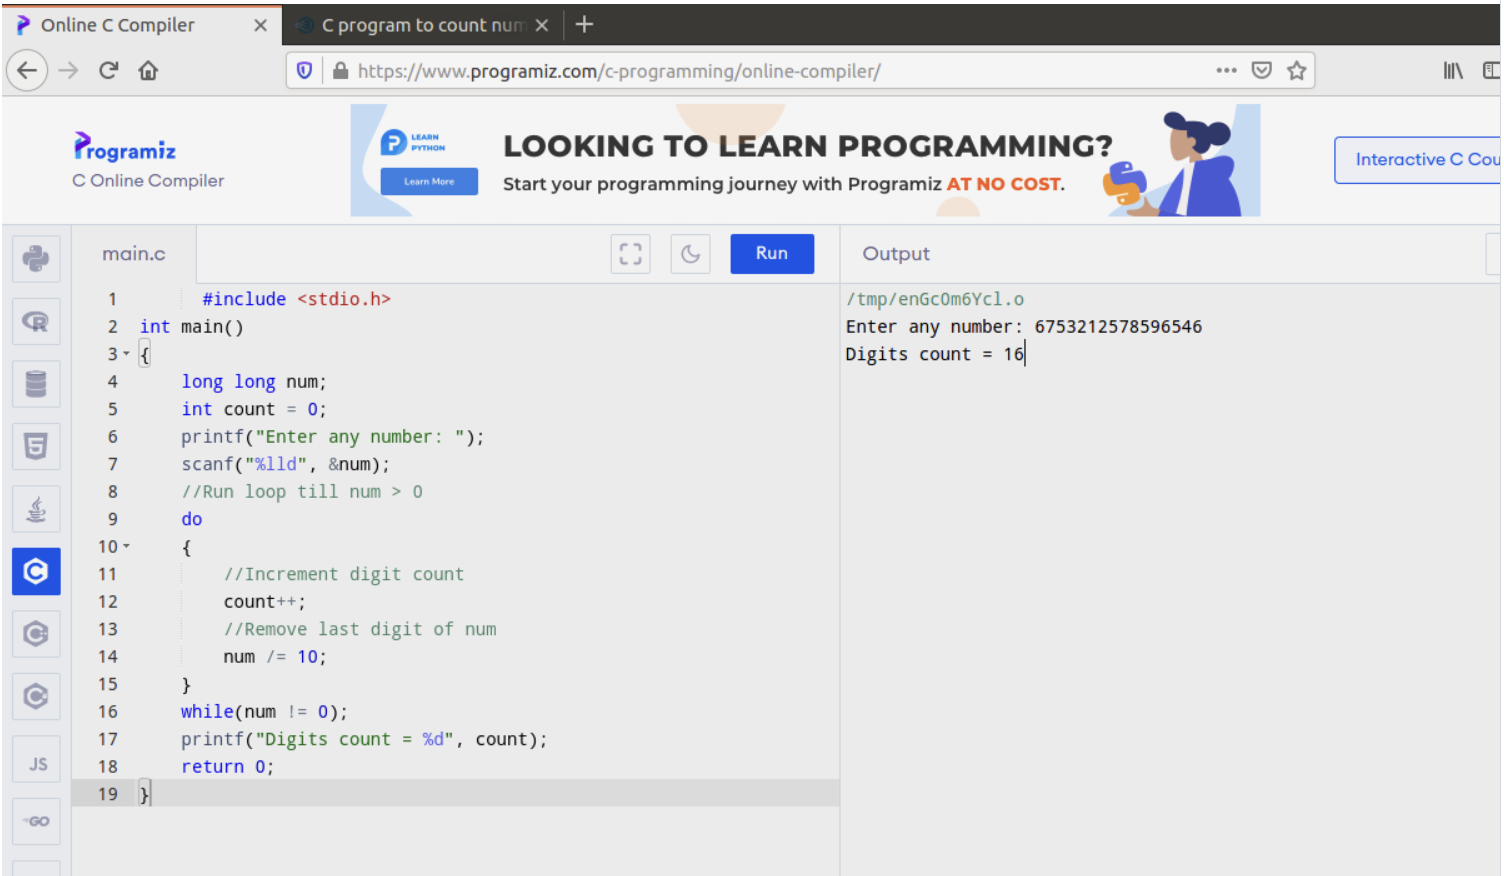 Online C Compiler
C program to count num
https://www.programiz.com/c-programming/online-compiler/
Programiz
C Online Compiler
LEARN
PYTHON
Learn More
LOOKING TO LEARN PROGRAMMING?
Start your programming journey with Programiz AT NO COST.
Interactive C Cou
main.c
Run
Output
1 #include <stdio.h>
2 int main()
3 {
4 long long num;
5 int count = 0;
6 printf("Enter any number: ");
7 scanf("%lld", &num);
8 //Run loop till num > 0
9 do
10 {
11 //Increment digit count
12 count++;
13 //Remove last digit of num
14 num /= 10;
15 }
16 while(num != 0);
17 printf("Digits count = %d", count);
18 return 0;
19 }
/tmp/enGcOm6Ycl.o
Enter any number: 6753212578596546
Digits count = 16
R
5
C
C
C
JS
GO